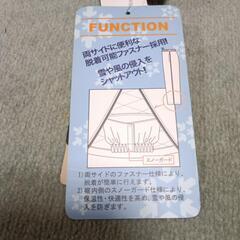 FUNCTION
両サイドに便利な
脱着可能ファスナー採用!
雪や風の侵入を
シャットアウト!
スノーガード
1)両サイドのファスナー仕様により、
脱着が簡単に行えます。
2)裾内側のスノーガード仕様により、
保温性・快適性を高め、雪や風の侵
入を防ぎます。